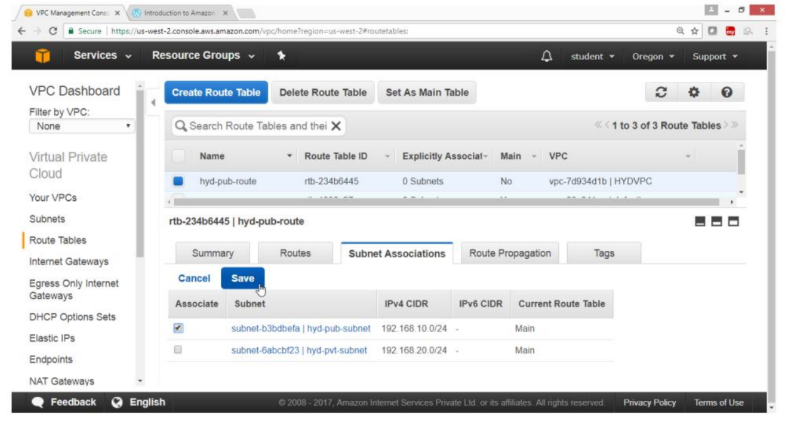 VPC Management Conso
Introduction to Amazon
Secure | https://us-west-2.console.aws.amazon.com/vpc/home?region=us-west-2#routetables:
Services Resource Groups student Oregon Support
VPC Dashboard
Filter by VPC:
None
Virtual Private
Cloud
Your VPCs
Subnets
Route Tables
Internet Gateways
Egress Only Internet
Gateways
DHCP Options Sets
Elastic IPs
Endpoints
NAT Gateways
Create Route Table Delete Route Table Set As Main Table
Search Route Tables and thei X
1 to 3 of 3 Route Tables
Name Route Table ID Explicitly Associat Main VPC
hyd-pub-route rtb-234b6445 0 Subnets No vpc-7d934d1b | HYDVPC
rtb-234b6445 | hyd-pub-route
Summary Routes Subnet Associations Route Propagation Tags
Cancel Save
Associate Subnet IPv4 CIDR IPv6 CIDR Current Route Table
subnet-b3bdbefa | hyd-pub-subnet 192.168.10.0/24 - Main
subnet-6abcbf23 | hyd-pvt-subnet 192.168.20.0/24 - Main
Feedback English © 2008 - 2017, Amazon Internet Services Private Ltd. or its affiliates. All rights reserved. Privacy Policy Terms of Use